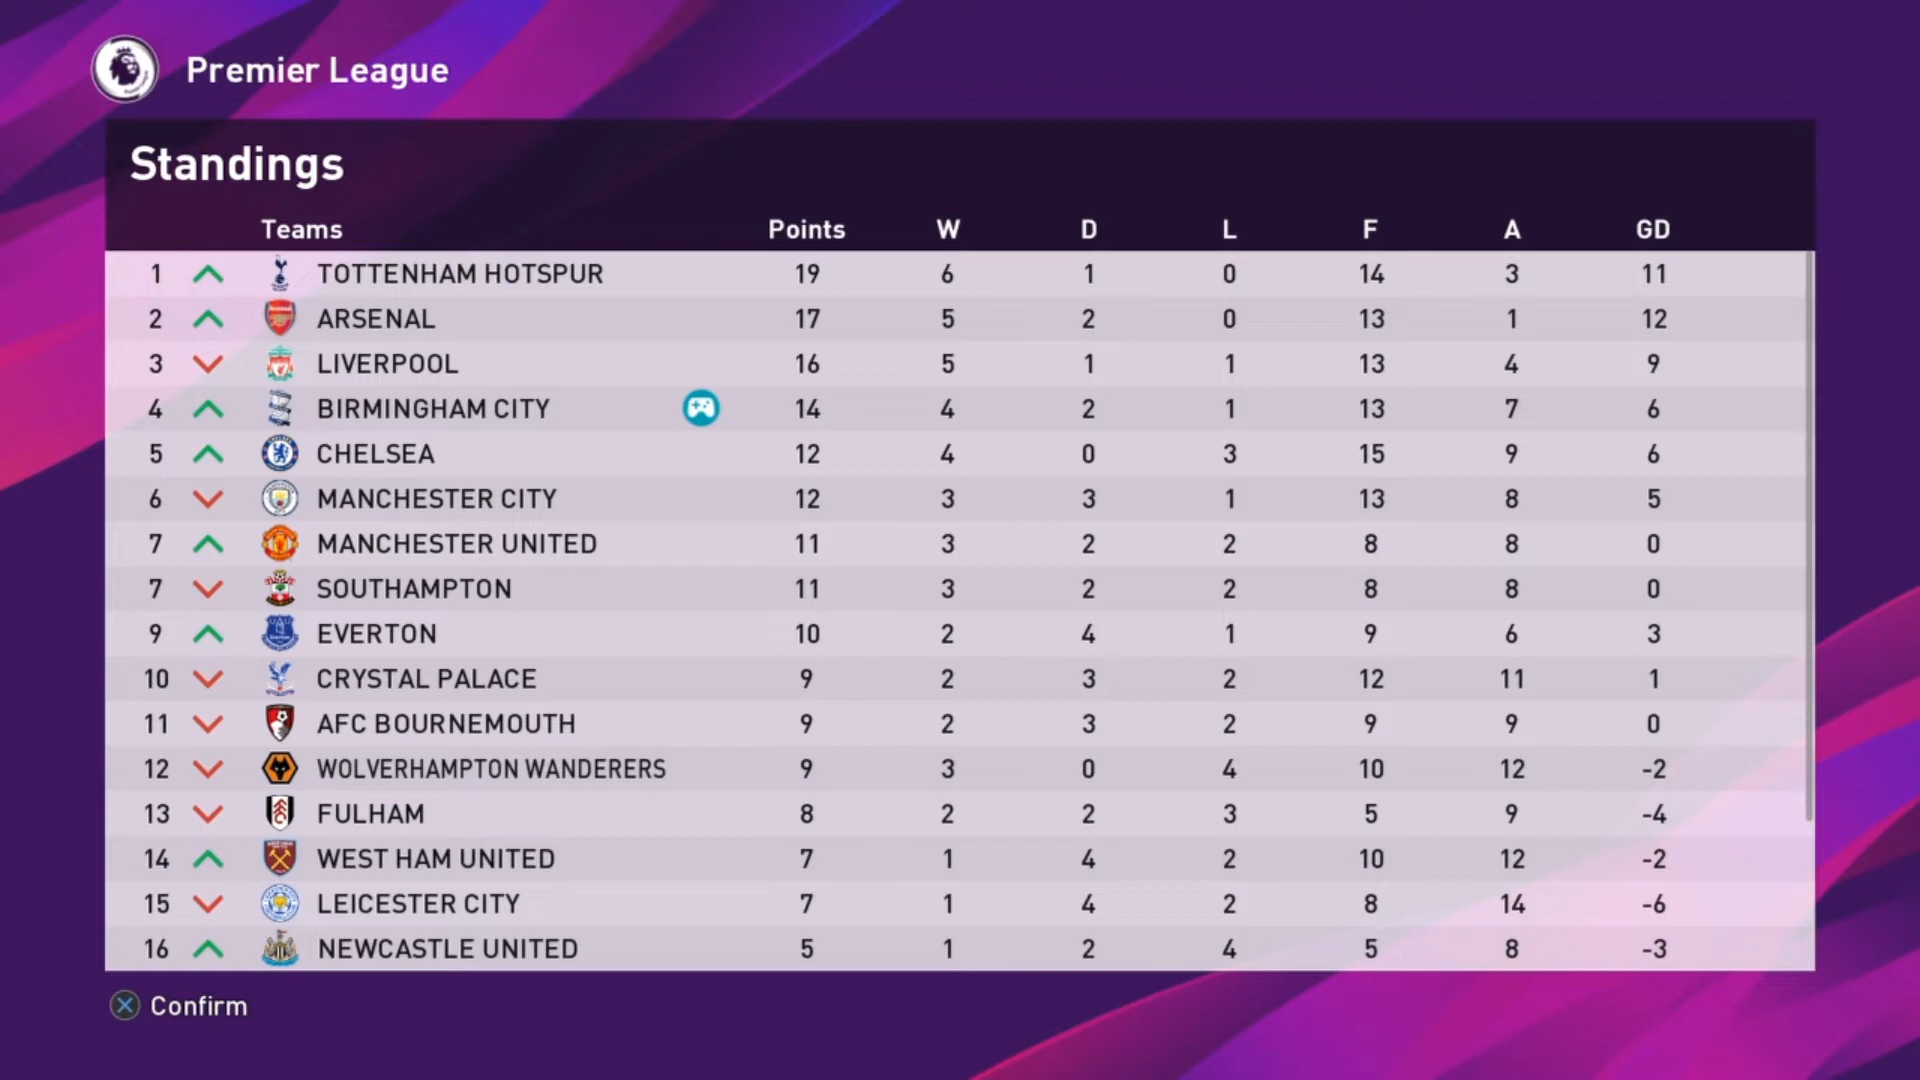 Premier League
Standings
Teams Points W D L F A GD
1 TOTTENHAM HOTSPUR 19 6 1 0 14 3 11
2 ARSENAL 17 5 2 0 13 1 12
3 LIVERPOOL 16 5 1 1 13 4 9
4 BIRMINGHAM CITY 14 4 2 1 13 7 6
5 CHELSEA 12 4 0 3 15 9 6
6 MANCHESTER CITY 12 3 3 1 13 8 5
7 MANCHESTER UNITED 11 3 2 2 8 8 0
7 SOUTHAMPTON 11 3 2 2 8 8 0
9 EVERTON 10 2 4 1 9 6 3
10 CRYSTAL PALACE 9 2 3 2 12 11 1
11 AFC BOURNEMOUTH 9 2 3 2 9 9 0
12 WOLVERHAMPTON WANDERERS 9 3 0 4 10 12 -2
13 FULHAM 8 2 2 3 5 9 -4
14 WEST HAM UNITED 7 1 4 2 10 12 -2
15 LEICESTER CITY 7 1 4 2 8 14 -6
16 NEWCASTLE UNITED 5 1 2 4 5 8 -3
Confirm